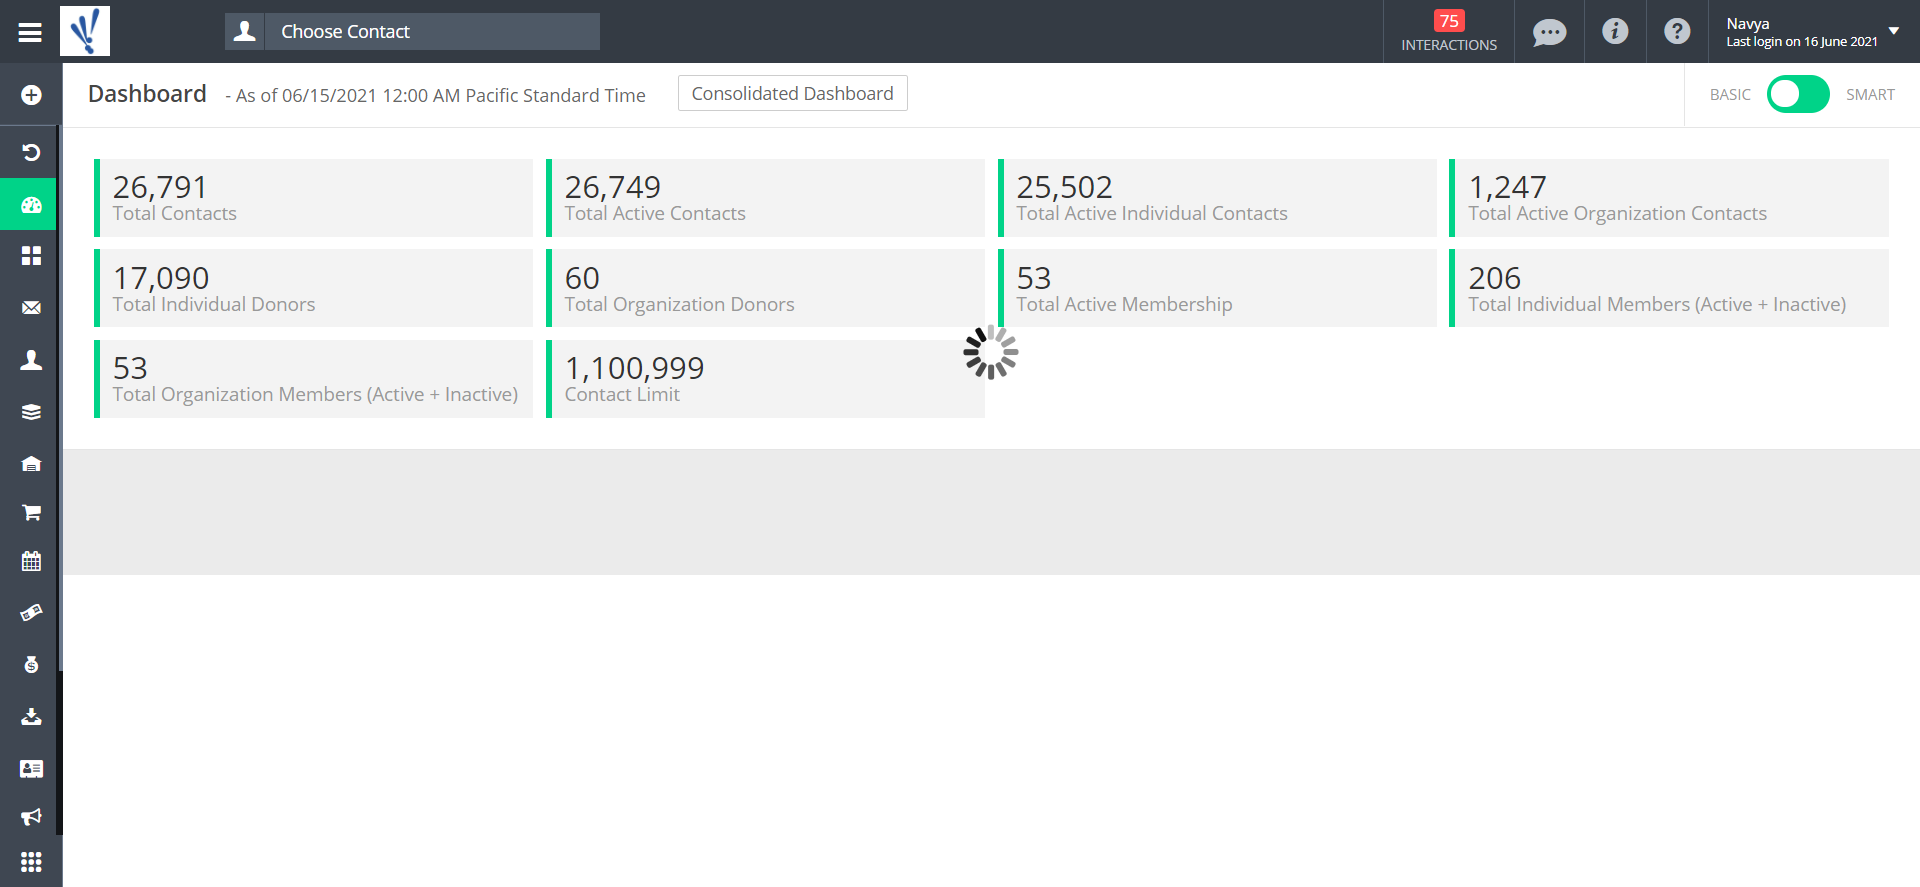 Choose Contact
75
INTERACTIONS
Navya
Last login on 16 June 2021
Dashboard - As of 06/15/2021 12:00 AM Pacific Standard Time
Consolidated Dashboard
BASIC
SMART
26,791
Total Contacts
26,749
Total Active Contacts
25,502
Total Active Individual Contacts
1,247
Total Active Organization Contacts
17,090
Total Individual Donors
60
Total Organization Donors
53
Total Active Membership
206
Total Individual Members (Active + Inactive)
53
Total Organization Members (Active + Inactive)
1,100,999
Contact Limit